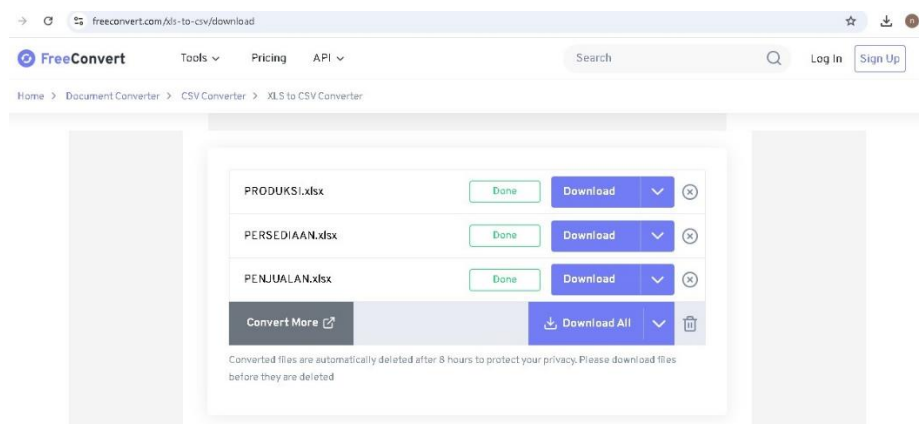 freeconvert.com/xls-to-csv/download
FreeConvert Tools Pricing API Search Log In Sign Up
Home > Document Converter > CSV Converter > XLS to CSV Converter
PRODUKSI.xlsx Done Download
PERSEDIAAN.xlsx Done Download
PENJUALAN.xlsx Done Download
Convert More Download All
Converted files are automatically deleted after 8 hours to protect your privacy. Please download files
before they are deleted